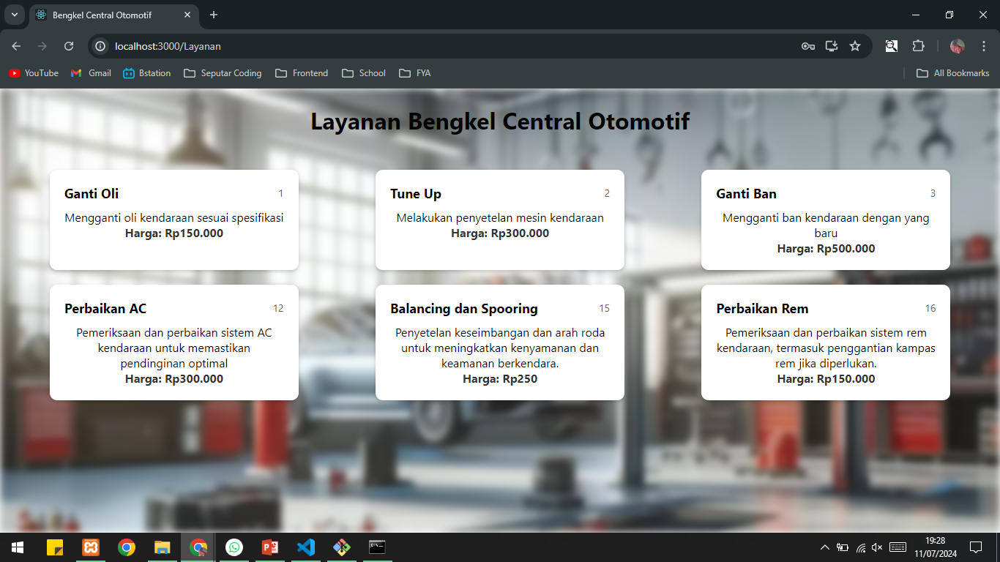 Bengkel Central Otomotif
localhost:3000/Layanan
YouTube
Gmail
Bstation
Seputar Coding
Frontend
School
FYA
All Bookmarks
Layanan Bengkel Central Otomotif
Ganti Oli
1
Mengganti oli kendaraan sesuai spesifikasi
Harga: Rp150.000
Tune Up
2
Melakukan penyetelan mesin kendaraan
Harga: Rp300.000
Ganti Ban
3
Mengganti ban kendaraan dengan yang
baru
Harga: Rp500.000
Perbaikan AC
12
Pemeriksaan dan perbaikan sistem AC
kendaraan untuk memastikan
pendinginan optimal
Harga: Rp300.000
Balancing dan Spooring
15
Penyetelan keseimbangan dan arah roda
untuk meningkatkan kenyamanan dan
keamanan berkendara.
Harga: Rp250
Perbaikan Rem
16
Pemeriksaan dan perbaikan sistem rem
kendaraan, termasuk penggantian kampas
rem jika diperlukan.
Harga: Rp150.000
19:28
11/07/2024